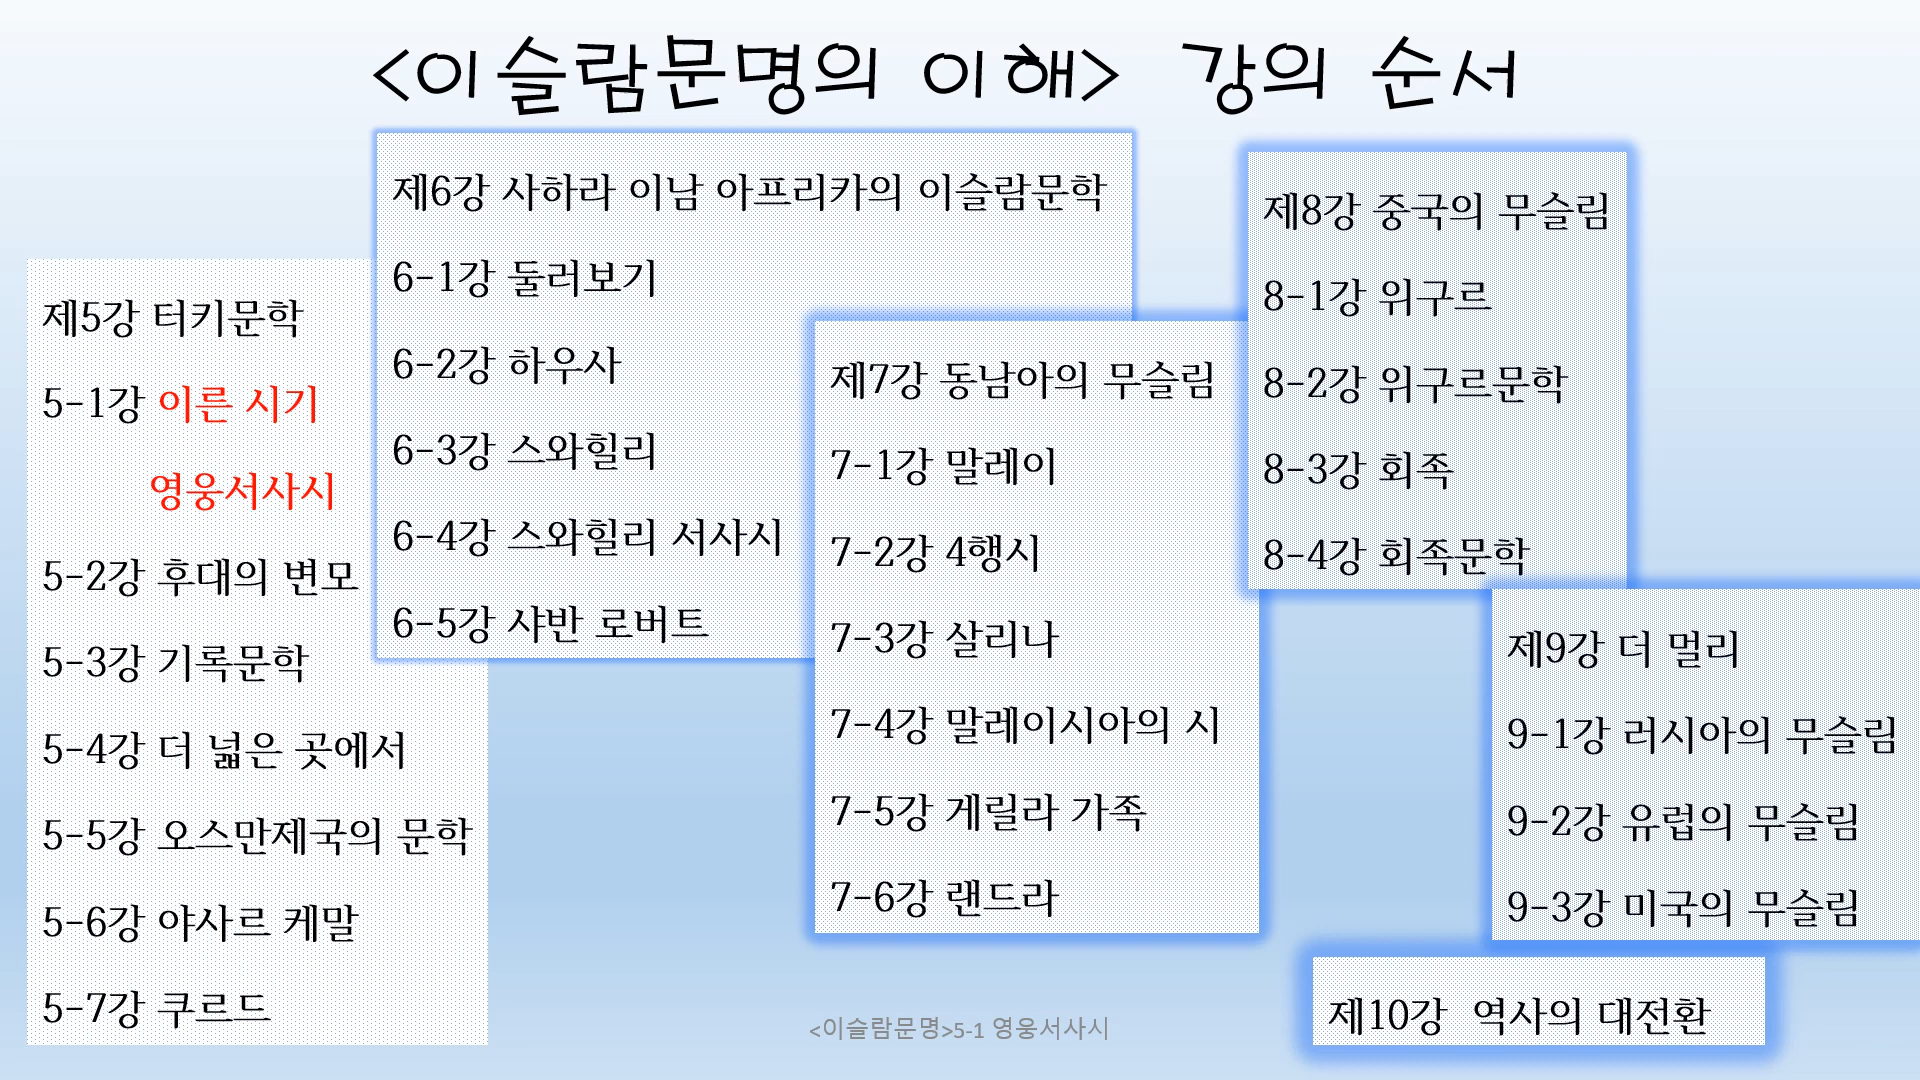 <이슬람문명의 이해> 강의 순서
제5강 터키문학
5-1강 이른 시기
영웅서사시
5-2강 후대의 변모
5-3강 기록문학
5-4강 더 넓은 곳에서
5-5강 오스만제국의 문학
5-6강 야사르 케말
5-7강 쿠르드
제6강 사하라 이남 아프리카의 이슬람문학
6-1강 둘러보기
6-2강 하우사
6-3강 스와힐리
6-4강 스와힐리 서사시
6-5강 샤반 로버트
제7강 동남아의 무슬림
7-1강 말레이
7-2강 4행시
7-3강 살리나
7-4강 말레이시아의 시
7-5강 게릴라 가족
7-6강 랜드라
제8강 중국의 무슬림
8-1강 위구르
8-2강 위구르문학
8-3강 회족
8-4강 회족문학
제9강 더 멀리
9-1강 러시아의 무슬림
9-2강 유럽의 무슬림
9-3강 미국의 무슬림
제10강 역사의 대전환
<이슬람문명>5-1 영웅서사시